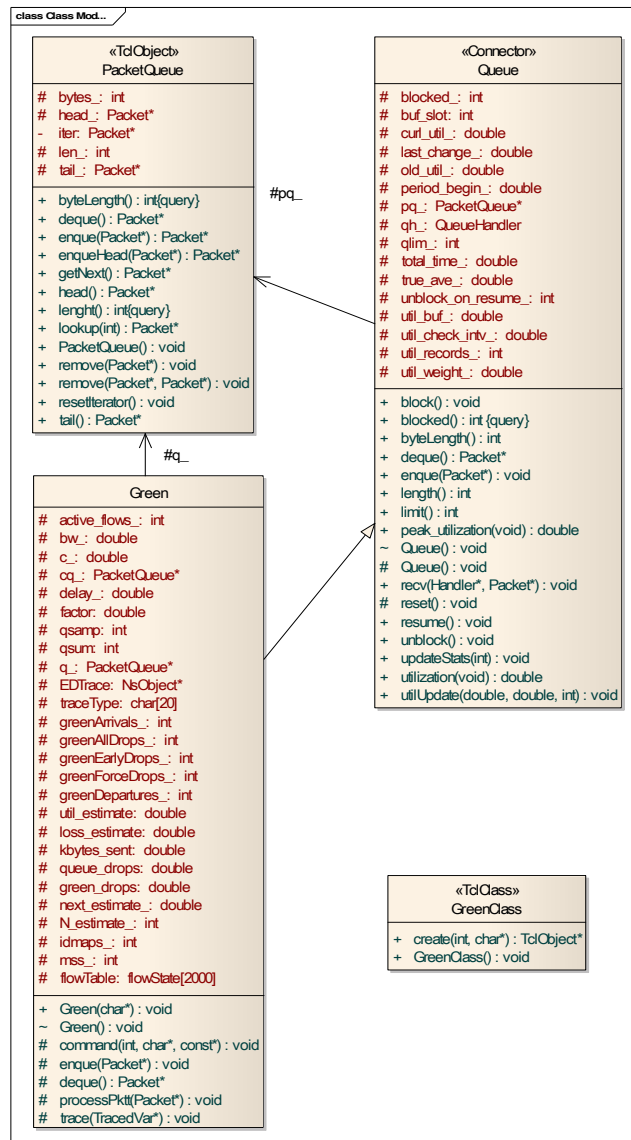 class Class Mod...
«TclObject»
PacketQueue
# bytes_: int
# head_: Packet*
- iter: Packet*
# len_: int
# tail_: Packet*
+ byteLength() : int{query}
+ deque() : Packet*
+ enque(Packet*) : Packet*
+ enqueHead(Packet*) : Packet*
+ getNext() : Packet*
+ head() : Packet*
+ lenght() : int{query}
+ lookup(int) : Packet*
+ PacketQueue() : void
+ remove(Packet*) : void
+ remove(Packet*, Packet*) : void
+ resetIterator() : void
+ tail() : Packet*
#pq_
«Connector»
Queue
# blocked_: int
# buf_slot: int
# curl_util_: double
# last_change_: double
# old_util_: double
# period_begin_: double
# pq_: PacketQueue*
# qh_: QueueHandler
# qlim_: int
# total_time_: double
# true_ave_: double
# unblock_on_resume_: int
# util_buf_: double
# util_check_intv_: double
# util_records_: int
# util_weight_: double
+ block() : void
+ blocked() : int {query}
+ byteLength() : int
+ deque() : Packet*
+ enque(Packet*) : void
+ length() : int
+ limit() : int
+ peak_utilization(void) : double
~ Queue() : void
# Queue() : void
+ recv(Handler*, Packet*) : void
# reset() : void
+ resume() : void
+ unblock() : void
+ updateStats(int) : void
+ utilization(void) : double
+ utilUpdate(double, double, int) : void
#q_
Green
# active_flows_: int
# bw_: double
# c_: double
# cq_: PacketQueue*
# delay_: double
# factor: double
# qsamp: int
# qsum: int
# q_: PacketQueue*
# EDTrace: NsObject*
# traceType: char[20]
# greenArrivals_: int
# greenAllDrops_: int
# greenEarlyDrops_: int
# greenForceDrops_: int
# greenDepartures_: int
# util_estimate: double
# loss_estimate: double
# kbytes_sent: double
# queue_drops: double
# green_drops: double
# next_estimate_: double
# N_estimate_: int
# idmaps_: int
# mss_: int
# flowTable: flowState[2000]
+ Green(char*) : void
~ Green() : void
# command(int, char*, const*) : void
# enque(Packet*) : void
# deque() : Packet*
# processPktt(Packet*) : void
# trace(TracedVar*) : void
«TclClass»
GreenClass
+ create(int, char*) : TclObject*
+ GreenClass() : void